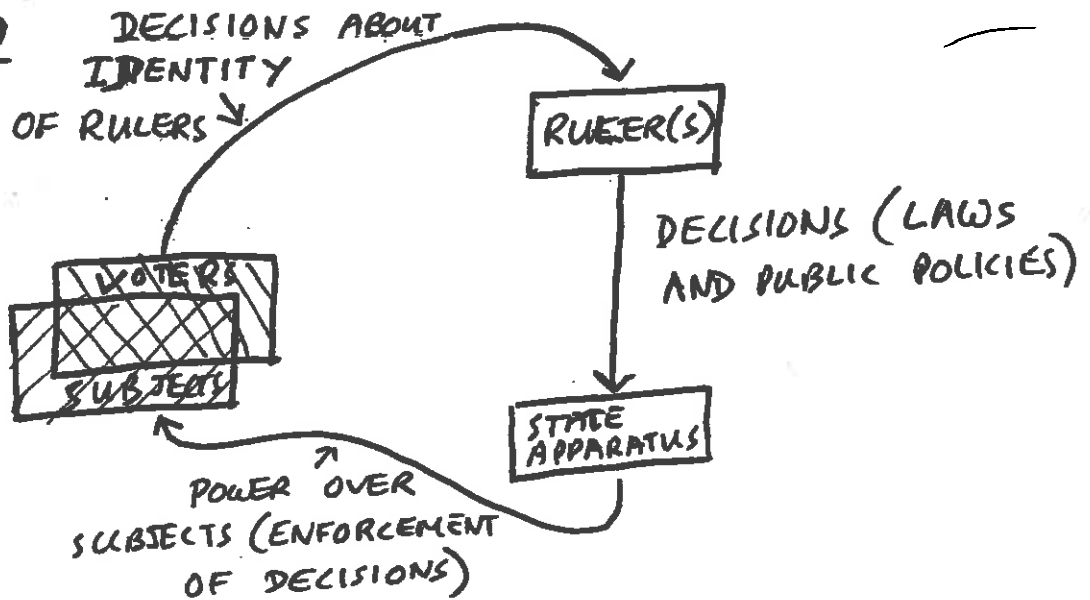 DECISIONS ABOUT
IDENTITY
OF RULERS
RULER(S)
DECISIONS (LAWS
AND PUBLIC POLICIES)
VOTERS
SUBJECTS
STATE
APPARATUS
POWER OVER
SUBJECTS (ENFORCEMENT
OF DECISIONS)